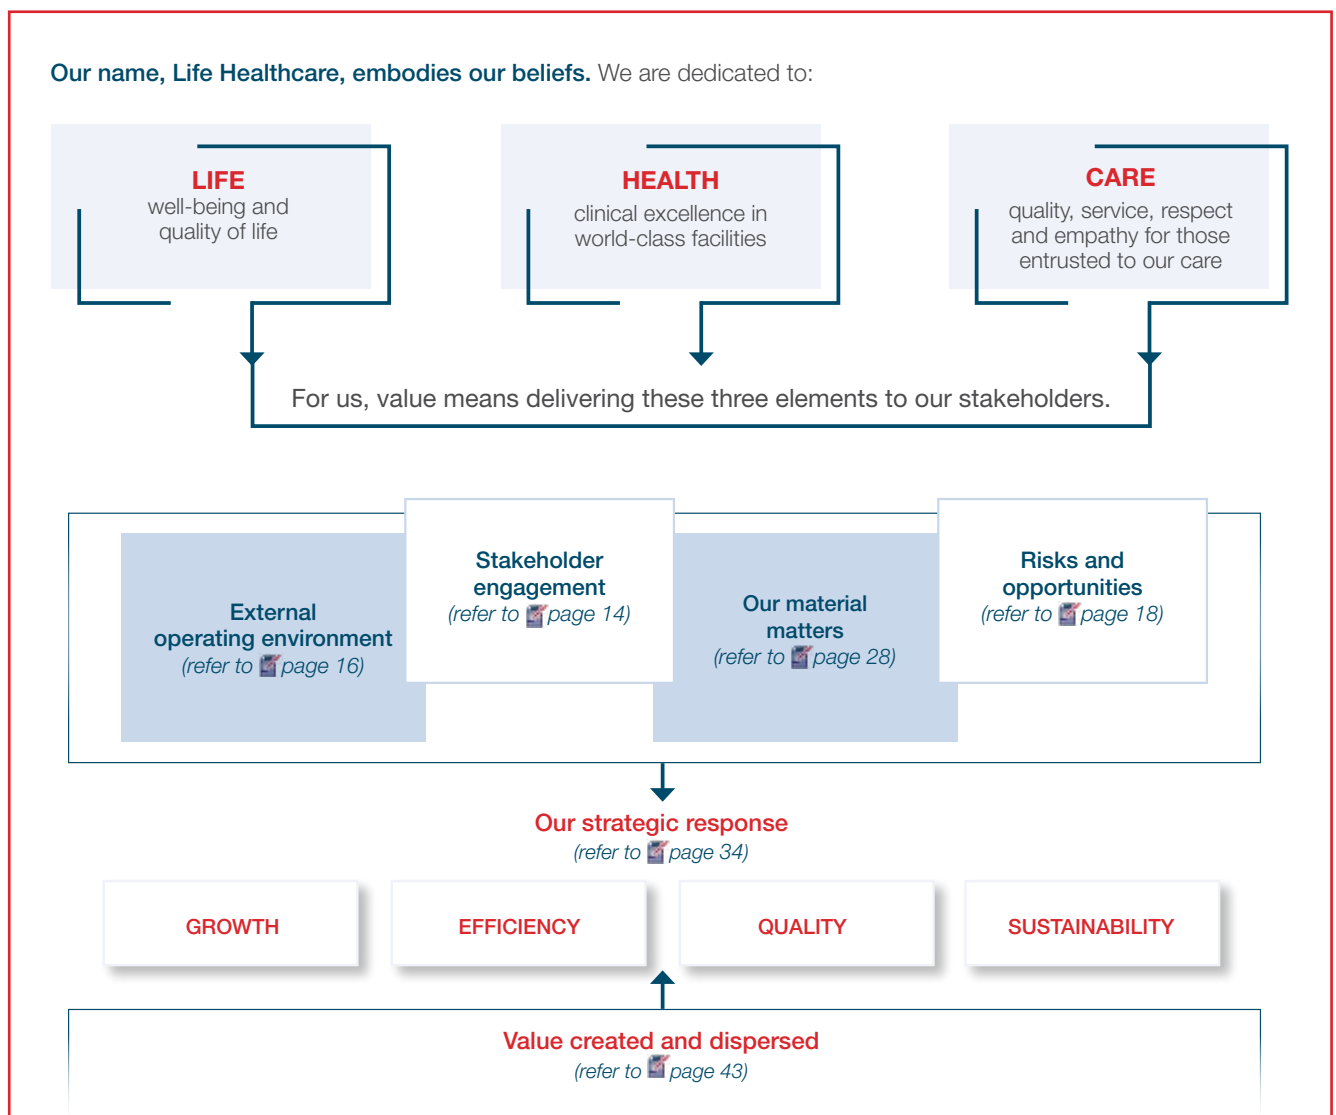 Our name, Life Healthcare, embodies our beliefs. We are dedicated to:
LIFE
well-being and
quality of life
HEALTH
clinical excellence in
world-class facilities
CARE
quality, service, respect
and empathy for those
entrusted to our care
For us, value means delivering these three elements to our stakeholders.
External
operating environment
(refer to page 16)
Stakeholder
engagement
(refer to page 14)
Our material
matters
(refer to page 28)
Risks and
opportunities
(refer to page 18)
Our strategic response
(refer to page 34)
GROWTH
EFFICIENCY
QUALITY
SUSTAINABILITY
Value created and dispersed
(refer to page 43)